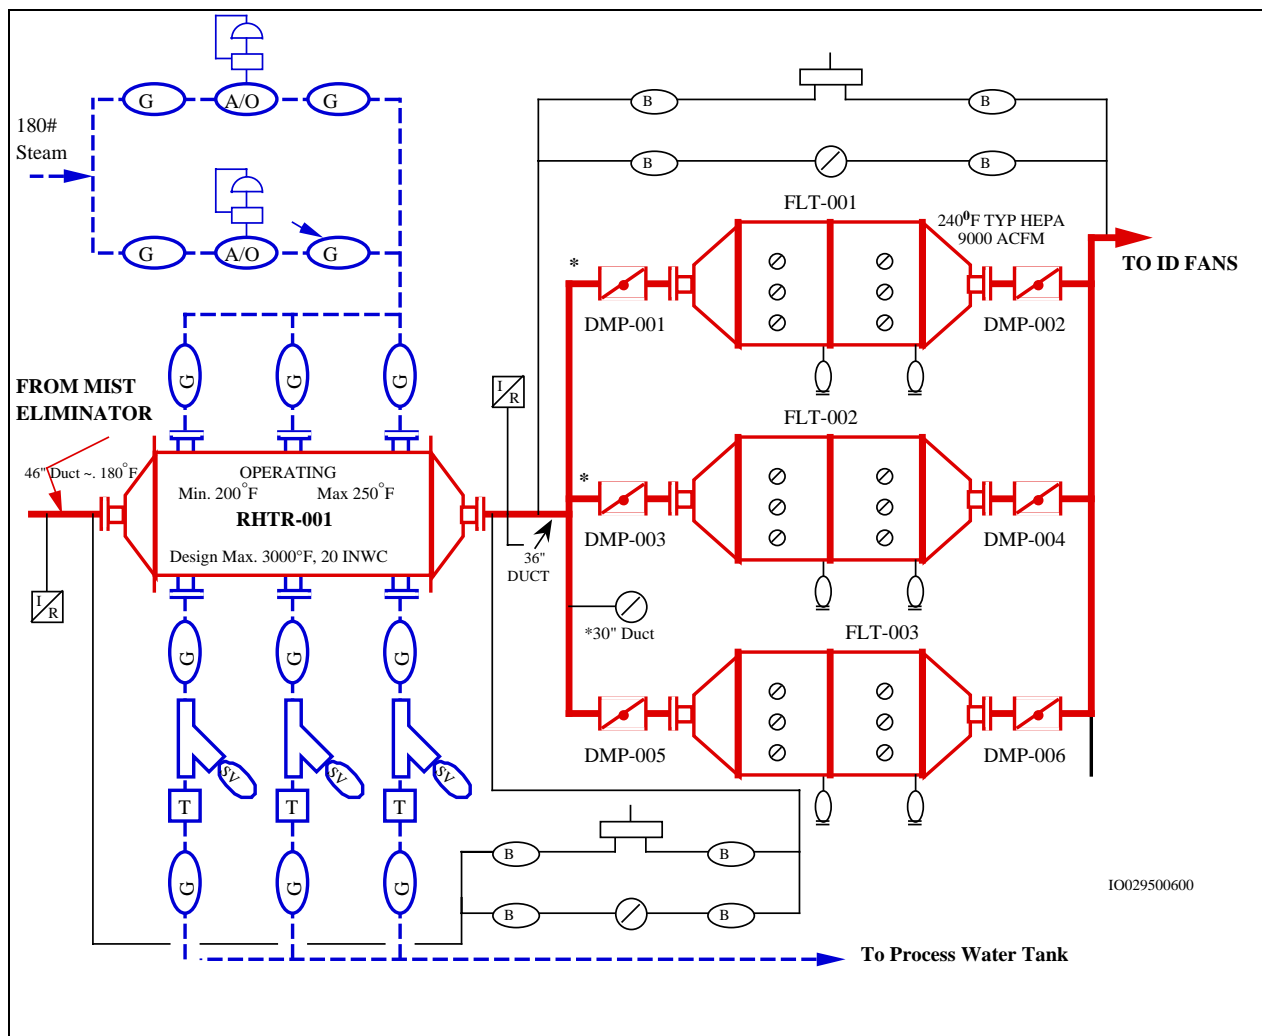 G
A/O
G
180#
Steam
G
A/O
G
B
B
B
B
FLT-001
240⁰F TYP HEPA
9000 ACFM
TO ID FANS
*
DMP-001
DMP-002
G
G
G
FROM MIST
ELIMINATOR
46" Duct ~. 180°F
I/R
OPERATING
Min. 200°F Max 250°F
RHTR-001
Design Max. 3000°F, 20 INWC
I/R
FLT-002
*
DMP-003
DMP-004
36"
DUCT
*30" Duct
FLT-003
DMP-005
DMP-006
G
G
G
SV
SV
SV
T
T
T
G
G
G
B
B
B
B
IO029500600
To Process Water Tank